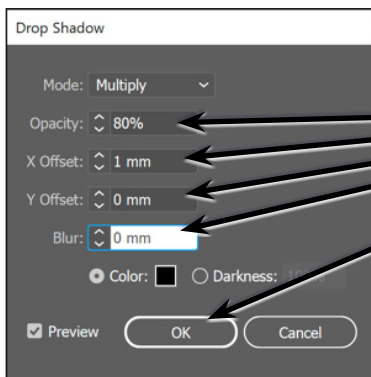 Drop Shadow
Mode: Multiply
Opacity: 80%
X Offset: 1 mm
Y Offset: 0 mm
Blur: 0 mm
Color: Darkness:
Preview OK Cancel